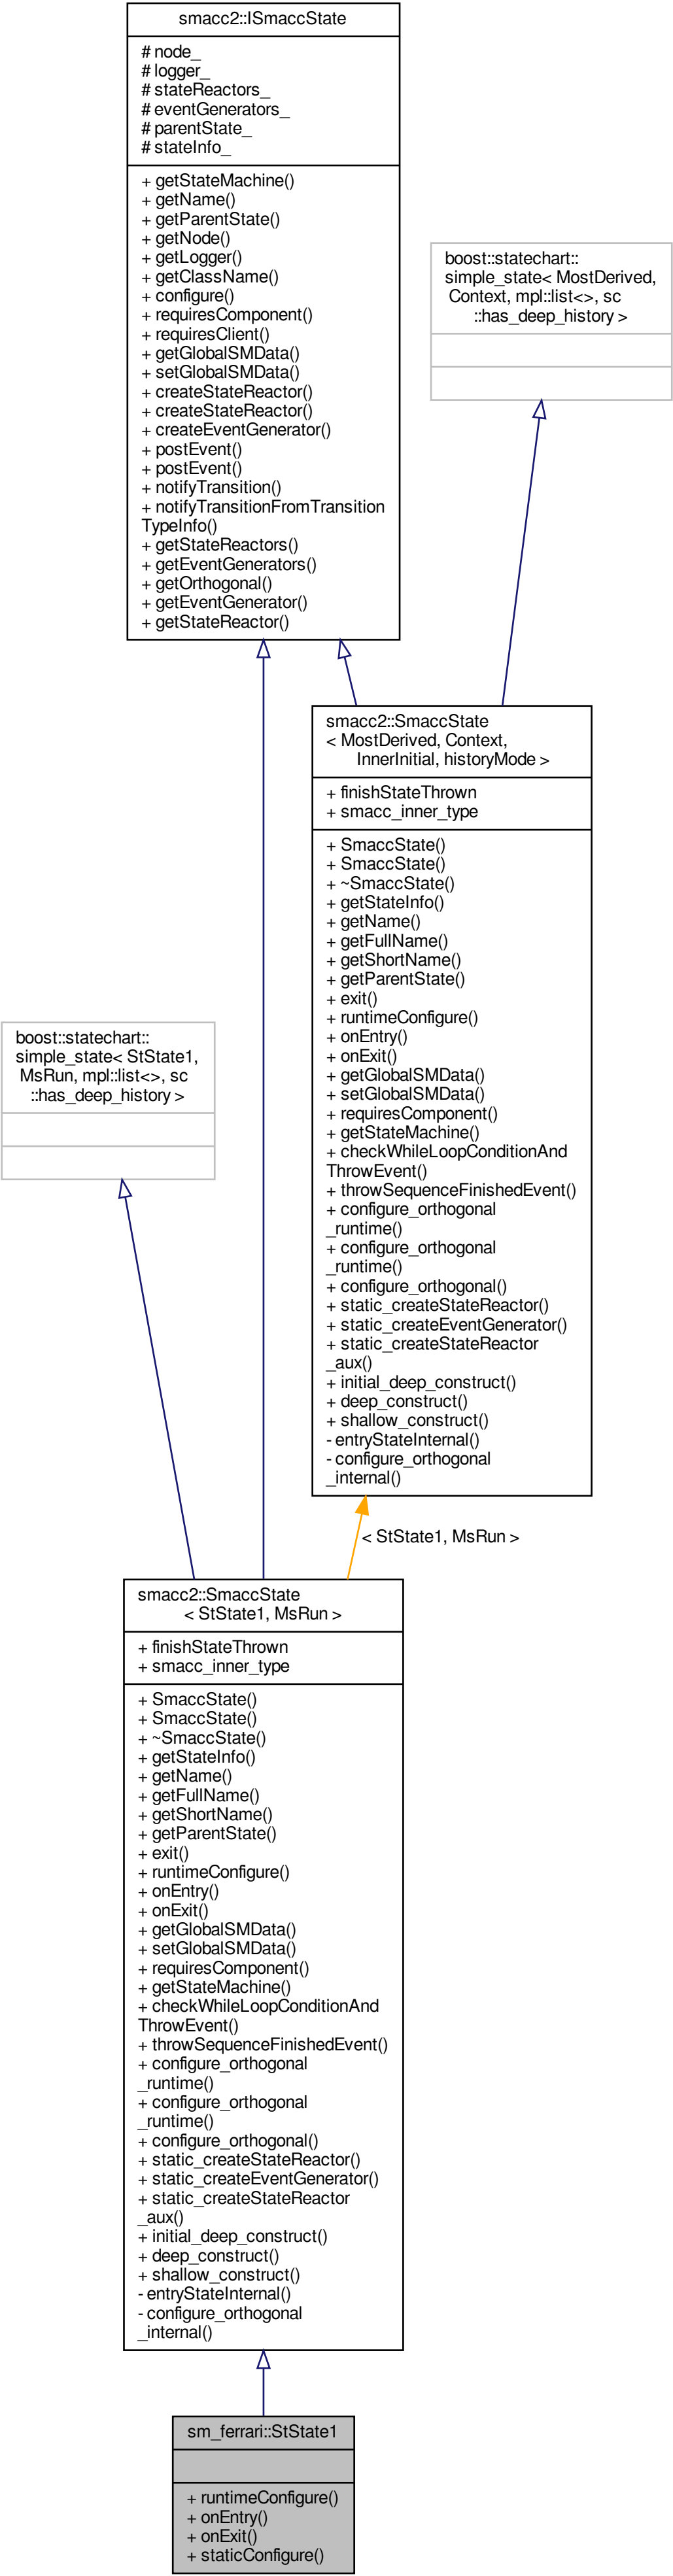 smacc2::ISmaccState
# node_
# logger_
# stateReactors_
# eventGenerators_
# parentState_
# stateInfo_
+ getStateMachine()
+ getName()
+ getParentState()
+ getNode()
+ getLogger()
+ getClassName()
+ configure()
+ requiresComponent()
+ requiresClient()
+ getGlobalSMData()
+ setGlobalSMData()
+ createStateReactor()
+ createStateReactor()
+ createEventGenerator()
+ postEvent()
+ postEvent()
+ notifyTransition()
+ notifyTransitionFromTransition
TypeInfo()
+ getStateReactors()
+ getEventGenerators()
+ getOrthogonal()
+ getEventGenerator()
+ getStateReactor()
boost::statechart::
simple_state< MostDerived,
Context, mpl::list<>, sc
::has_deep_history >
smacc2::SmaccState
< MostDerived, Context,
InnerInitial, historyMode >
+ finishStateThrown
+ smacc_inner_type
+ SmaccState()
+ SmaccState()
+ ~SmaccState()
+ getStateInfo()
+ getName()
+ getFullName()
+ getShortName()
+ getParentState()
+ exit()
+ runtimeConfigure()
+ onEntry()
+ onExit()
+ getGlobalSMData()
+ setGlobalSMData()
+ requiresComponent()
+ getStateMachine()
+ checkWhileLoopConditionAnd
ThrowEvent()
+ throwSequenceFinishedEvent()
+ configure_orthogonal
_runtime()
+ configure_orthogonal
_runtime()
+ configure_orthogonal()
+ static_createStateReactor()
+ static_createEventGenerator()
+ static_createStateReactor
_aux()
+ initial_deep_construct()
+ deep_construct()
+ shallow_construct()
- entryStateInternal()
- configure_orthogonal
_internal()
boost::statechart::
simple_state< StState1,
MsRun, mpl::list<>, sc
::has_deep_history >
< StState1, MsRun >
smacc2::SmaccState
< StState1, MsRun >
+ finishStateThrown
+ smacc_inner_type
+ SmaccState()
+ SmaccState()
+ ~SmaccState()
+ getStateInfo()
+ getName()
+ getFullName()
+ getShortName()
+ getParentState()
+ exit()
+ runtimeConfigure()
+ onEntry()
+ onExit()
+ getGlobalSMData()
+ setGlobalSMData()
+ requiresComponent()
+ getStateMachine()
+ checkWhileLoopConditionAnd
ThrowEvent()
+ throwSequenceFinishedEvent()
+ configure_orthogonal
_runtime()
+ configure_orthogonal
_runtime()
+ configure_orthogonal()
+ static_createStateReactor()
+ static_createEventGenerator()
+ static_createStateReactor
_aux()
+ initial_deep_construct()
+ deep_construct()
+ shallow_construct()
- entryStateInternal()
- configure_orthogonal
_internal()
sm_ferrari::StState1
+ runtimeConfigure()
+ onEntry()
+ onExit()
+ staticConfigure()